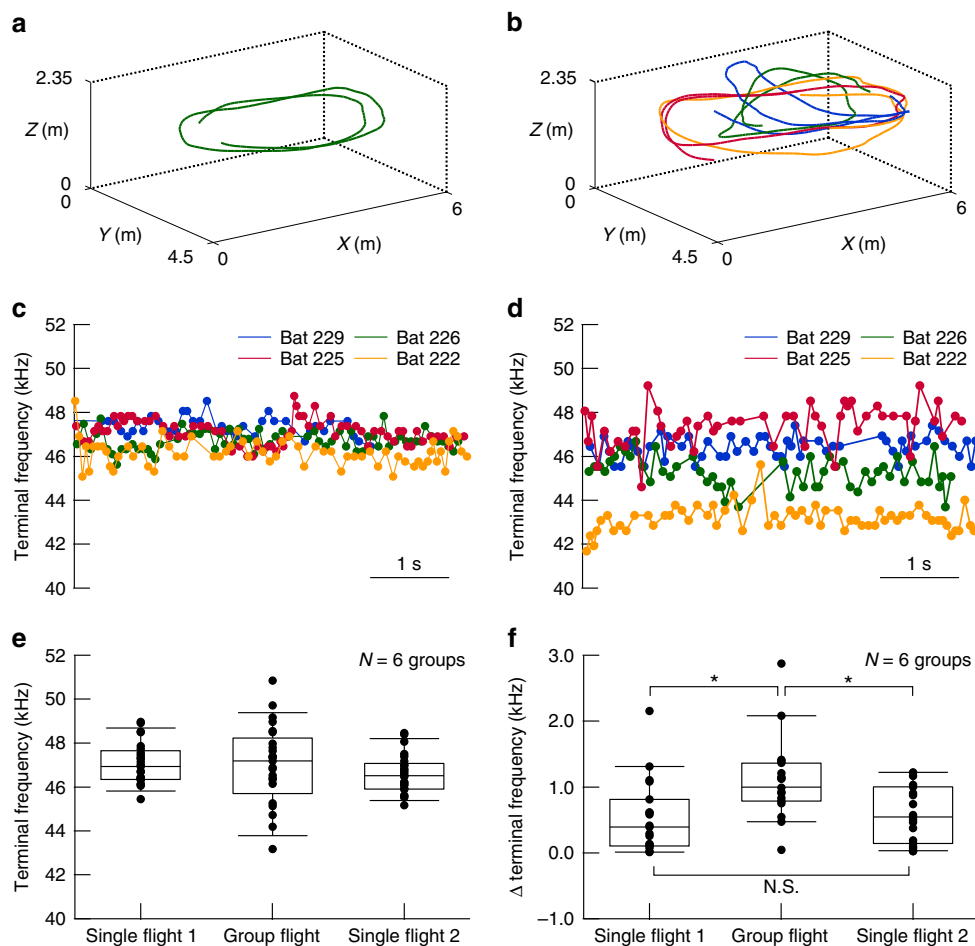 a
2.35
Z (m)
0
0
Y (m)
4.5
0
X (m)
6
b
2.35
Z (m)
0
0
Y (m)
4.5
0
X (m)
6
c
52
50
48
46
44
42
40
Terminal frequency (kHz)
Bat 229
Bat 226
Bat 225
Bat 222
1 s
d
52
50
48
46
44
42
40
Terminal frequency (kHz)
Bat 229
Bat 226
Bat 225
Bat 222
1 s
e
52
50
48
46
44
42
40
Terminal frequency (kHz)
N = 6 groups
Single flight 1
Group flight
Single flight 2
f
3.0
2.0
1.0
0.0
–1.0
Δ terminal frequency (kHz)
N = 6 groups
*
*
N.S.
Single flight 1
Group flight
Single flight 2